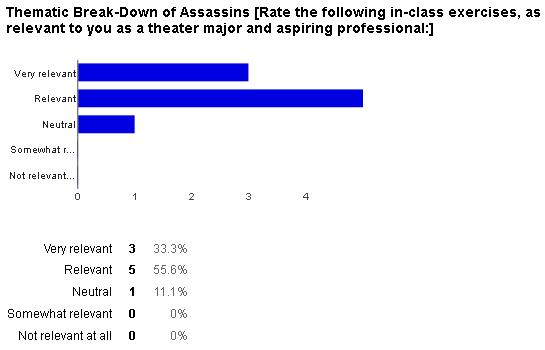 Thematic Break-Down of Assassins [Rate the following in-class exercises, as
relevant to you as a theater major and aspiring professional:]
Very relevant
Relevant
Neutral
Somewhat r...
Not relevant...
0 1 2 3 4
Very relevant 3 33.3%
Relevant 5 55.6%
Neutral 1 11.1%
Somewhat relevant 0 0%
Not relevant at all 0 0%